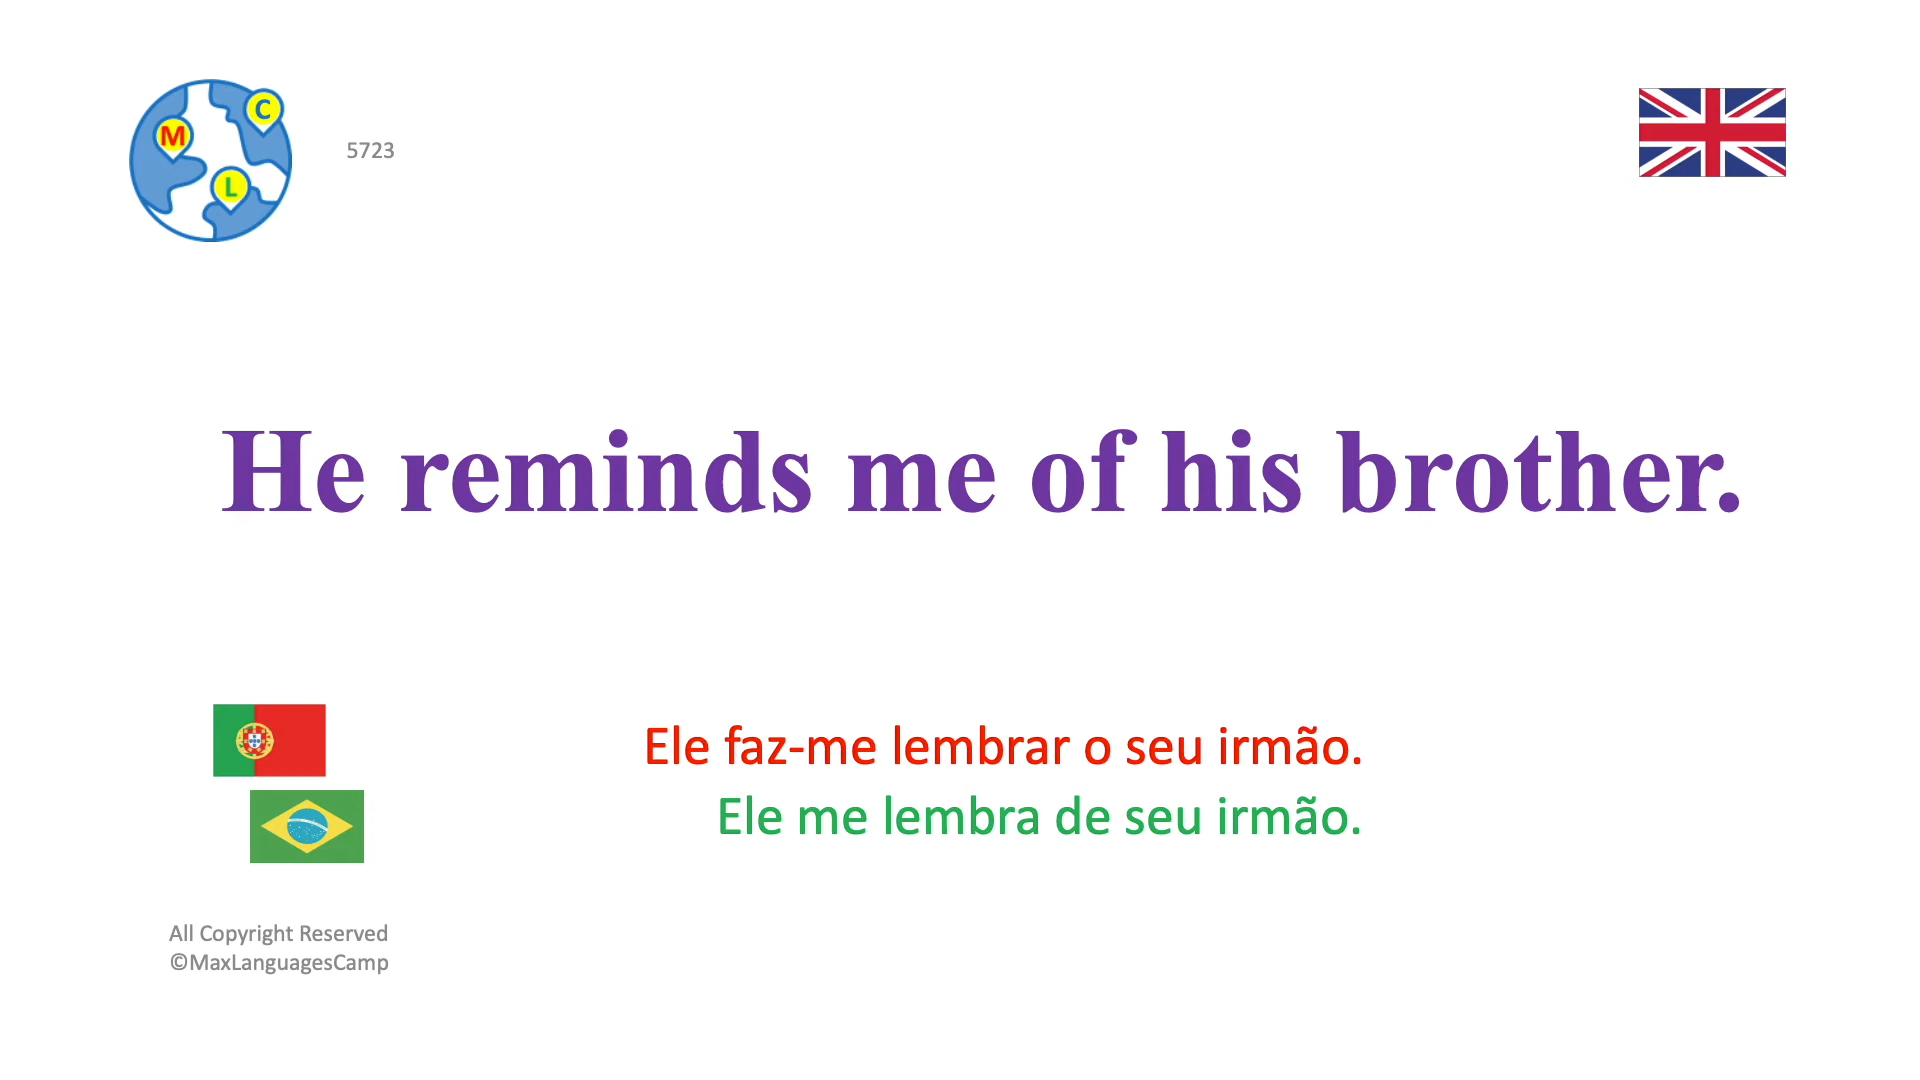 C
M
L
5723
He reminds me of his brother.
Ele faz-me lembrar o seu irmão.
Ele me lembra de seu irmão.
All Copyright Reserved
©MaxLanguagesCamp